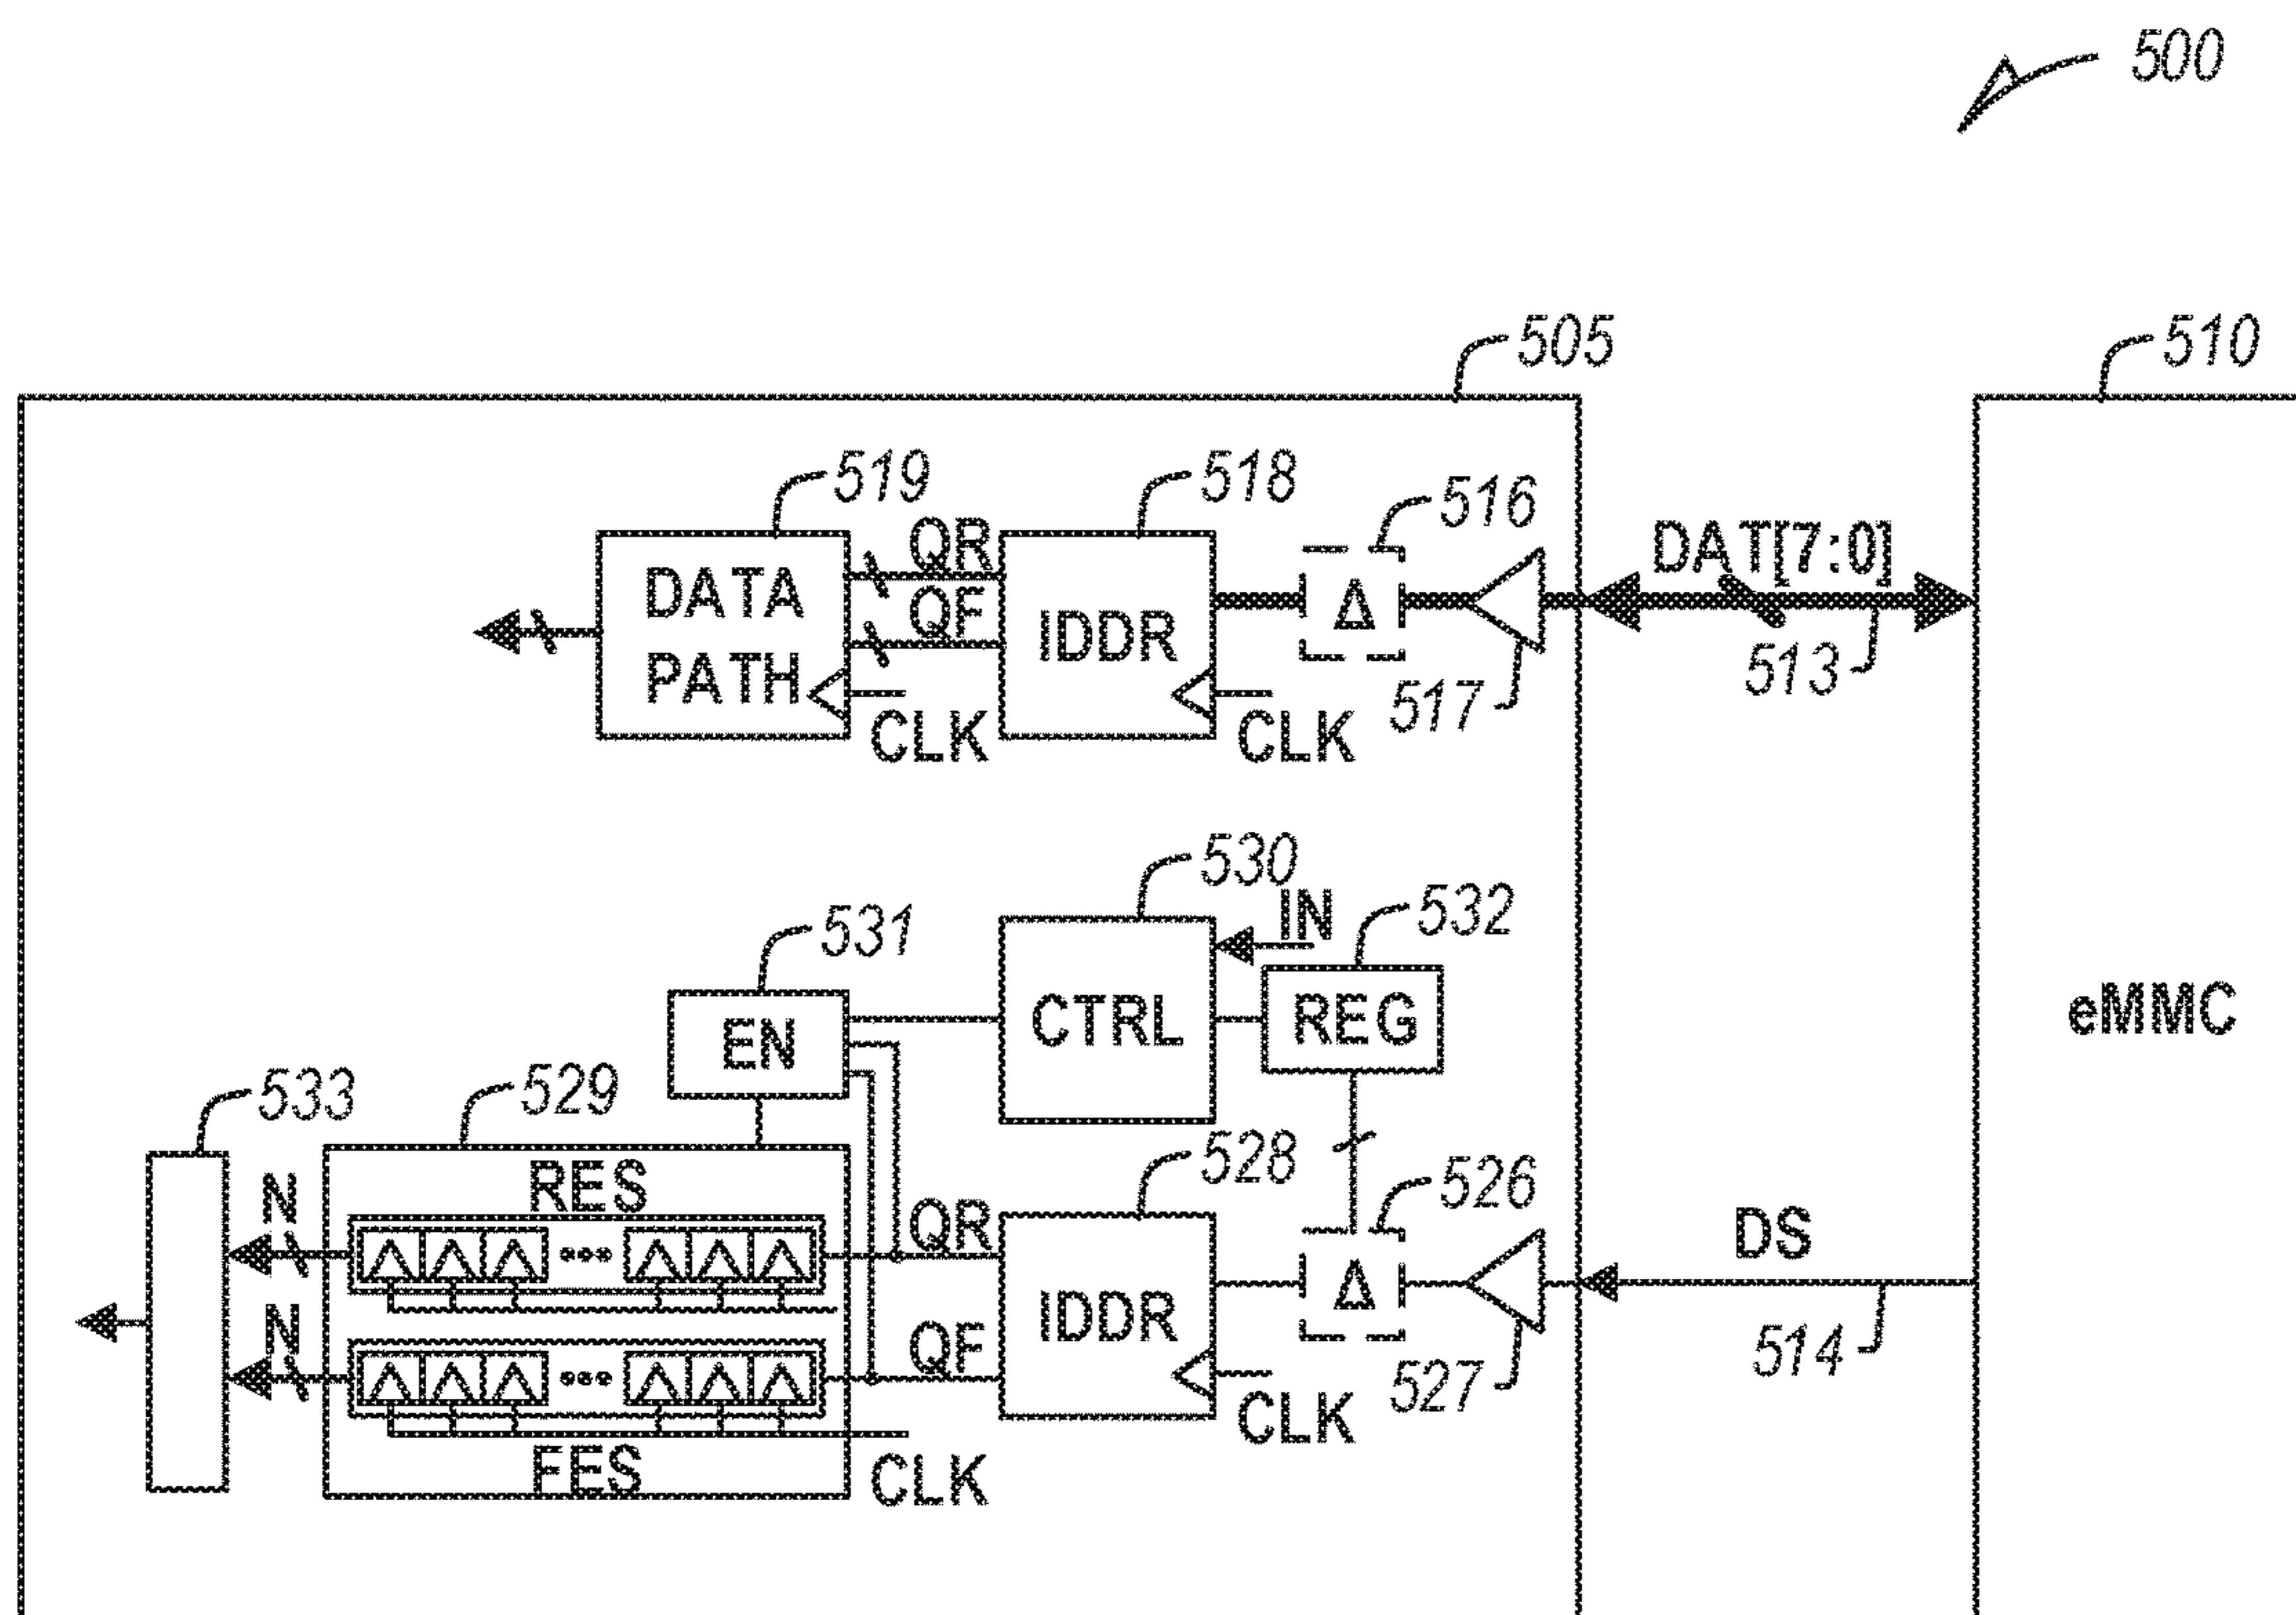 500
505
510
519
518
516
QR
DAT[7:0]
DATA
PATH
QF
IDDR
Δ
513
517
CLK
CLK
530
IN
532
531
EN
CTRL
REG
eMMC
533
529
528
526
N
RES
QR
DS
IDDR
Δ
N
QF
514
527
CLK
FES
CLK